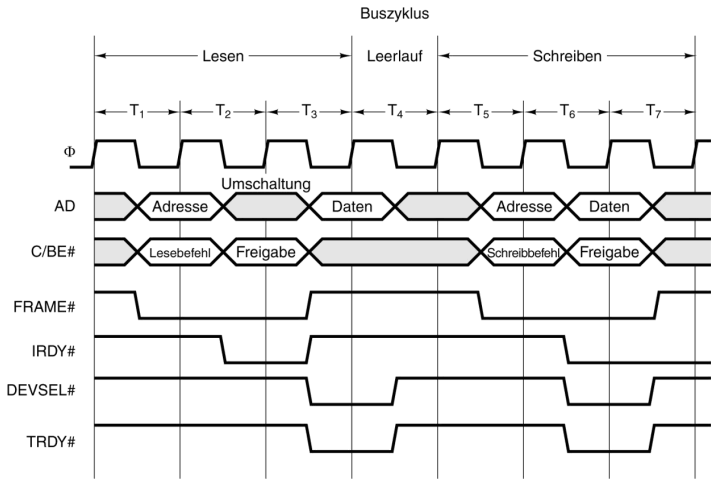 Buszyklus
Lesen Leerlauf Schreiben
T1 T2 T3 T4 T5 T6 T7
Φ
Umschaltung
AD Adresse Daten Adresse Daten
C/BE# Lesebefehl Freigabe Schreibbefehl Freigabe
FRAME#
IRDY#
DEVSEL#
TRDY#